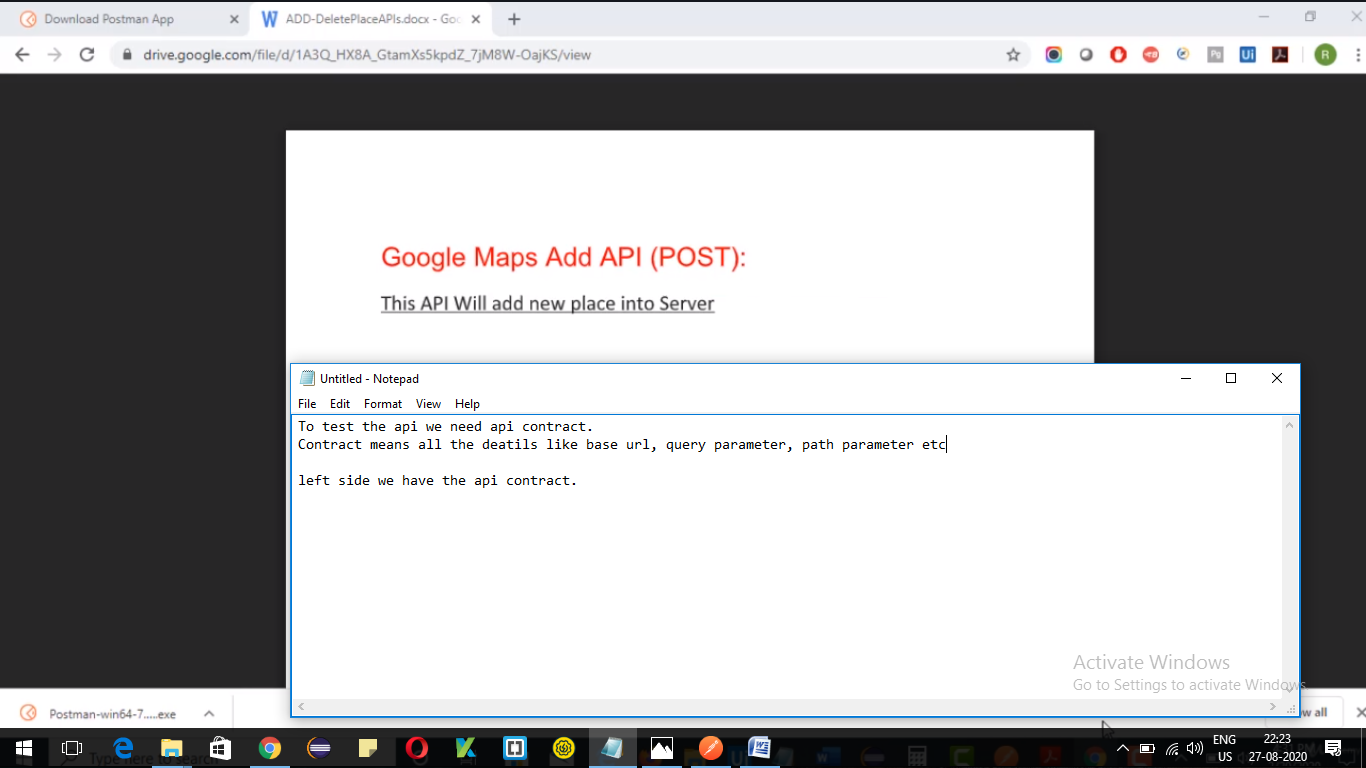 Download Postman App
ADD-DeletePlaceAPIs.docx - Goo
drive.google.com/file/d/1A3Q_HX8A_GtamXs5kpdZ_7jM8W-OajKS/view
Google Maps Add API (POST):
This API Will add new place into Server
Untitled - Notepad
File Edit Format View Help
To test the api we need api contract.
Contract means all the deatils like base url, query parameter, path parameter etc
left side we have the api contract.
Activate Windows
Go to Settings to activate Windows.
Postman-win64-7.....exe
all
Type here to search
ENG
US
22:23
27-08-2020